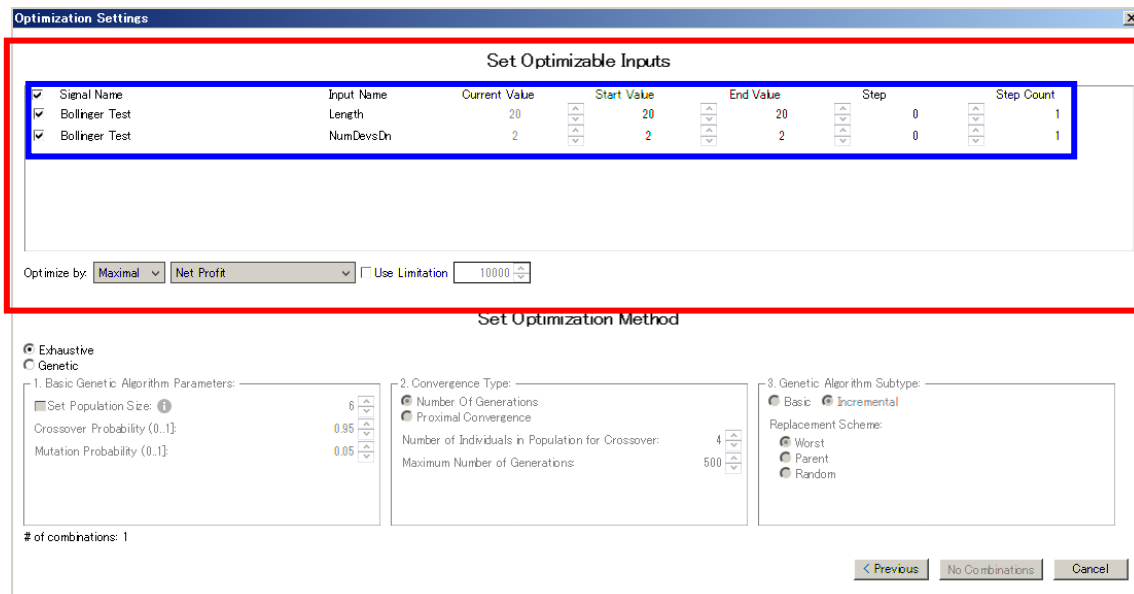 Optimization Settings
Set Optimizable Inputs
Signal Name Input Name Current Value Start Value End Value Step Step Count
Bollinger Test Length 20 20 20 0 1
Bollinger Test NumDevsDn 2 2 2 0 1
Optimize by: Maximal Net Profit Use Limitation 10000
Set Optimization Method
Exhaustive
Genetic
1. Basic Genetic Algorithm Parameters:
Set Population Size: 6
Crossover Probability (0..1]: 0.95
Mutation Probability (0..1]: 0.05
2. Convergence Type:
Number Of Generations
Proximal Convergence
Number of Individuals in Population for Crossover: 4
Maximum Number of Generations: 500
3. Genetic Algorithm Subtype:
Basic Incremental
Replacement Scheme:
Worst
Parent
Random
# of combinations: 1
< Previous No Combinations Cancel